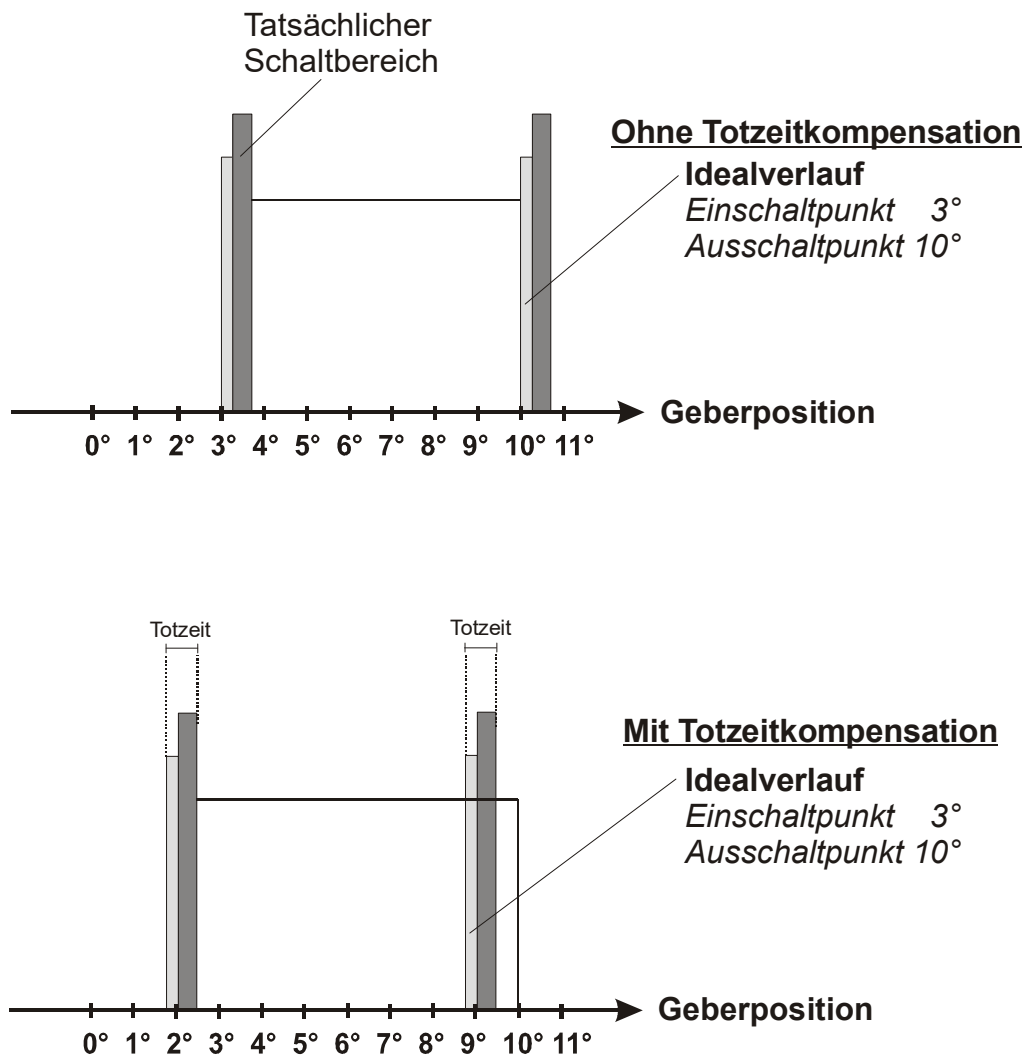 Tatsächlicher
Schaltbereich
Ohne Totzeitkompensation
Idealverlauf
Einschaltpunkt 3°
Ausschaltpunkt 10°
Geberposition
0° 1° 2° 3° 4° 5° 6° 7° 8° 9° 10° 11°
Totzeit Totzeit
Mit Totzeitkompensation
Idealverlauf
Einschaltpunkt 3°
Ausschaltpunkt 10°
Geberposition
0° 1° 2° 3° 4° 5° 6° 7° 8° 9° 10° 11°